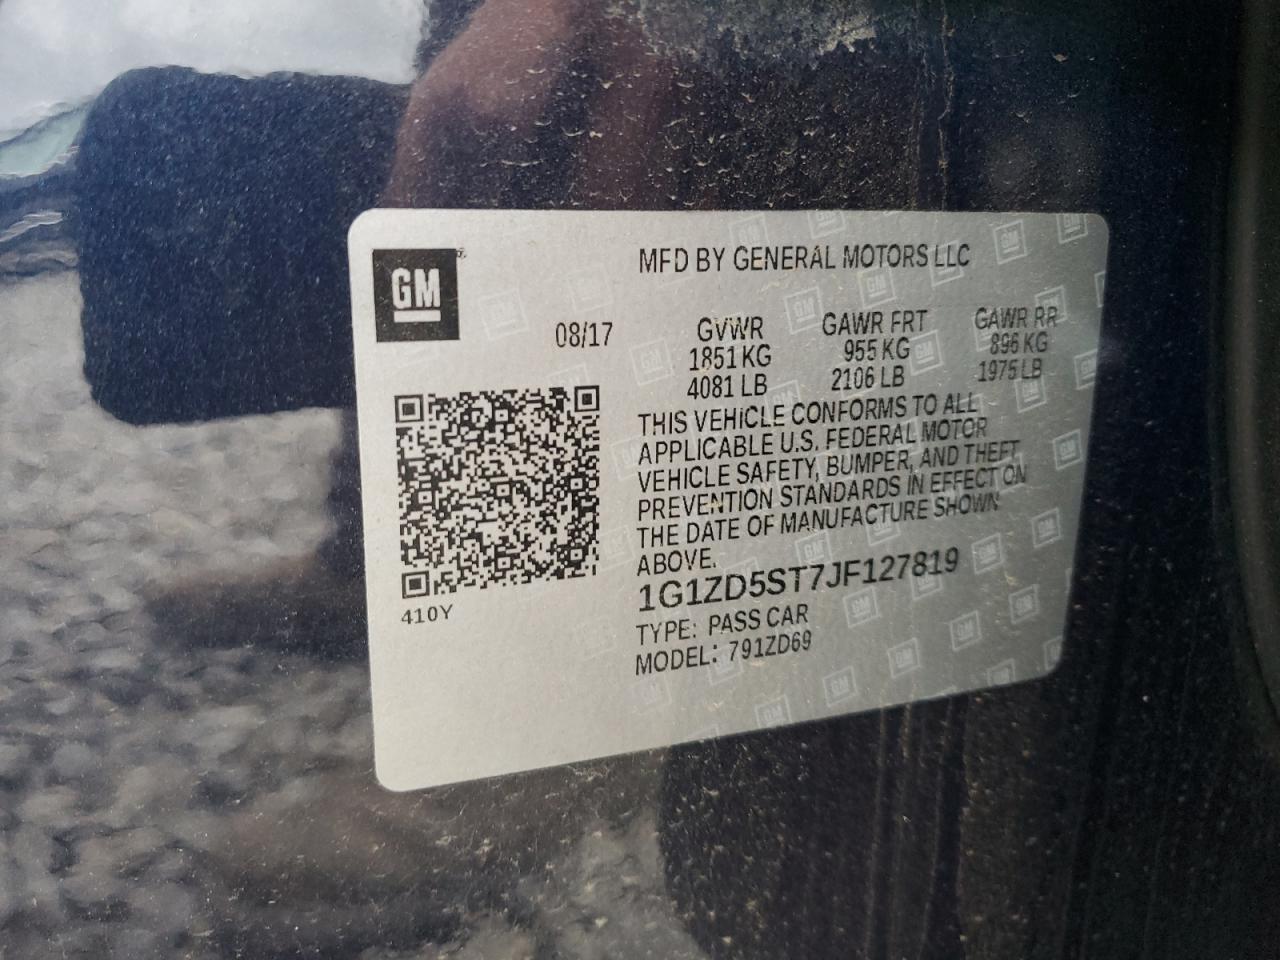 GM
MFD BY GENERAL MOTORS LLC
08/17 GVWR GAWR FRT GAWR RR
1851 KG 955 KG 896 KG
4081 LB 2106 LB 1975 LB
THIS VEHICLE CONFORMS TO ALL
APPLICABLE U.S. FEDERAL MOTOR
VEHICLE SAFETY, BUMPER, AND THEFT
PREVENTION STANDARDS IN EFFECT ON
THE DATE OF MANUFACTURE SHOWN
ABOVE.
1G1ZD5ST7JF127819
TYPE: PASS CAR
MODEL: 791ZD69
410Y